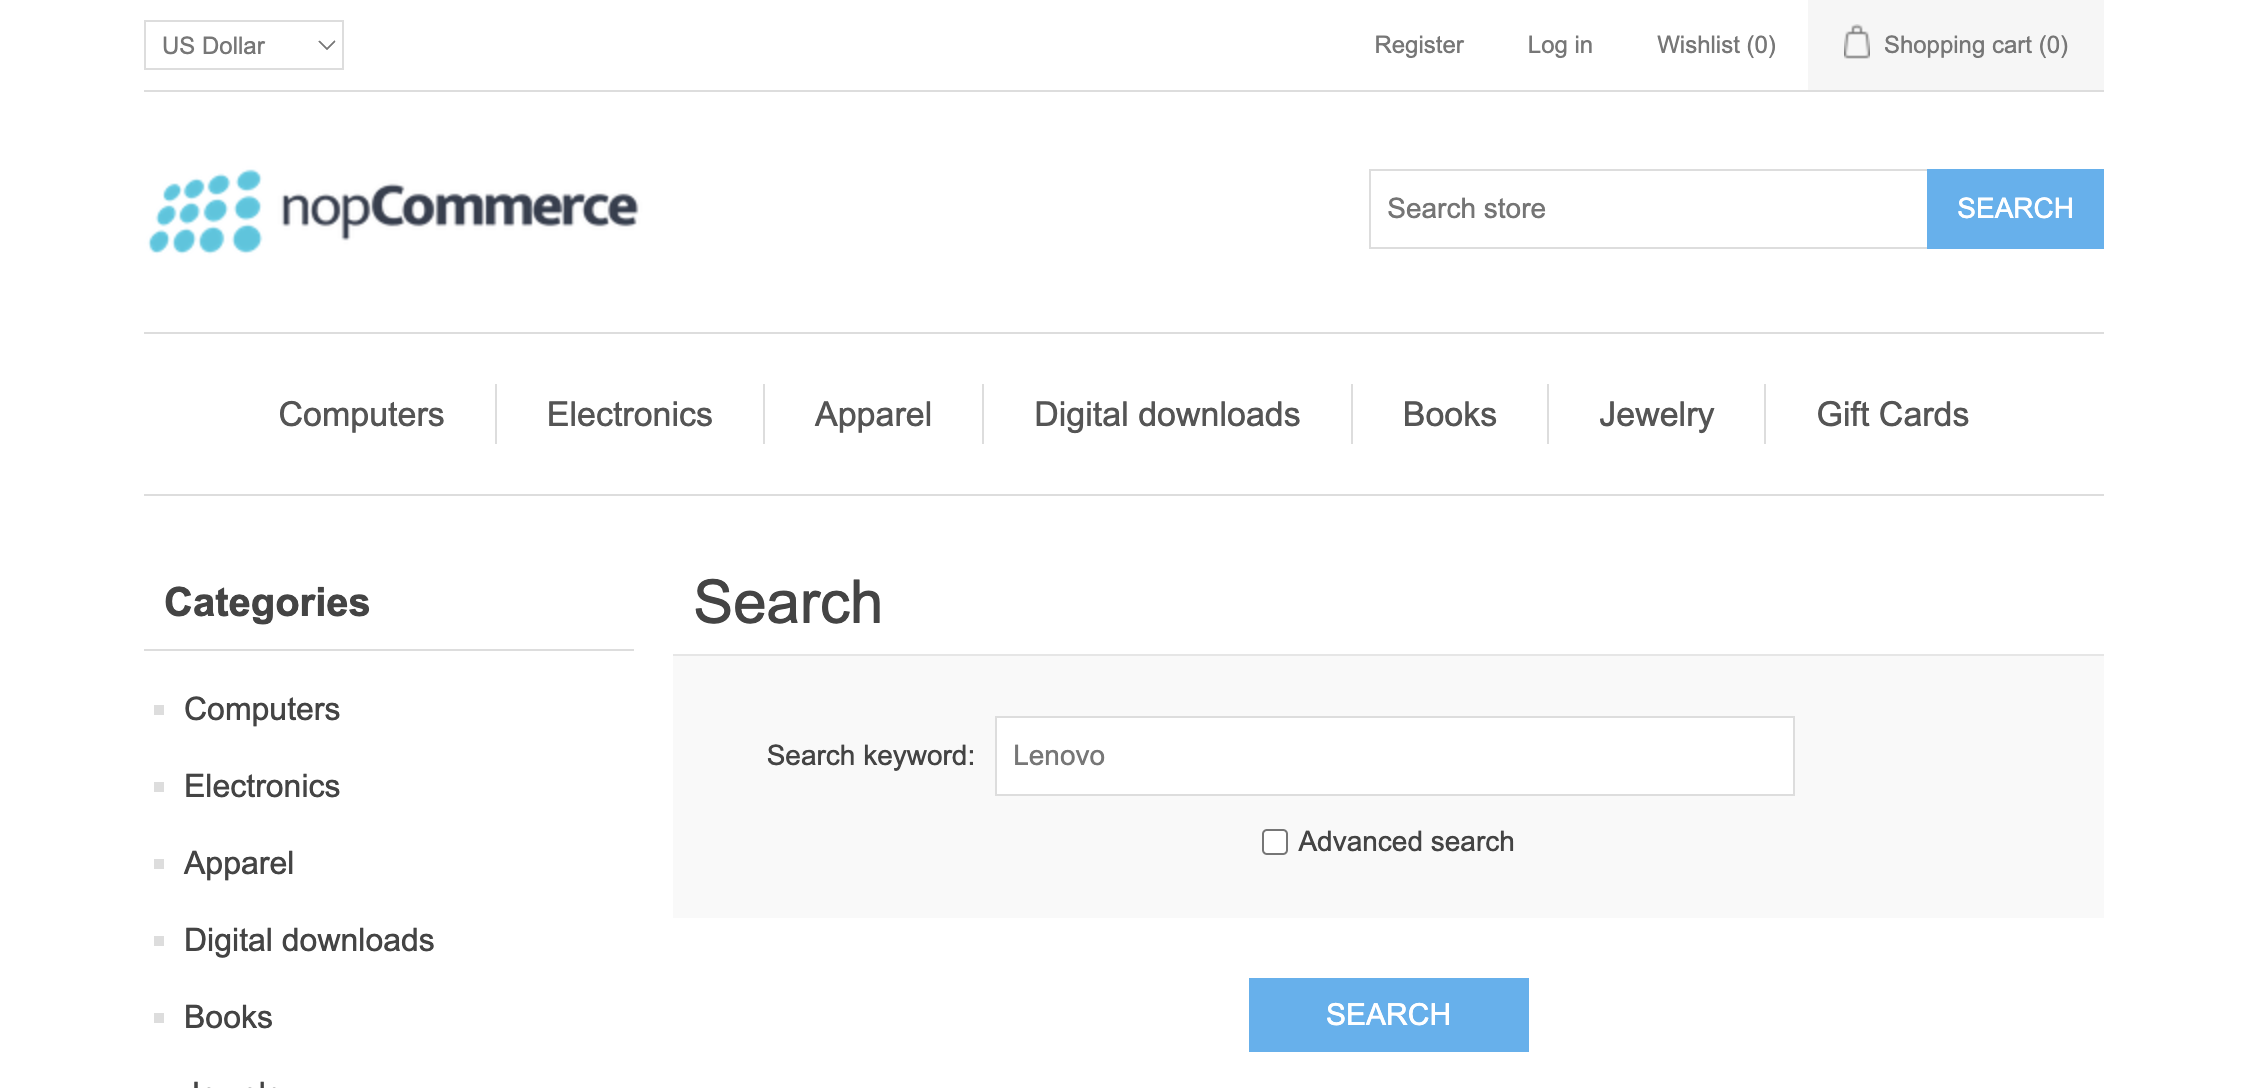 US Dollar
Register
Log in
Wishlist (0)
Shopping cart (0)
nopCommerce
Search store
SEARCH
Computers
Electronics
Apparel
Digital downloads
Books
Jewelry
Gift Cards
Categories
Computers
Electronics
Apparel
Digital downloads
Books
Search
Search keyword:
Lenovo
Advanced search
SEARCH